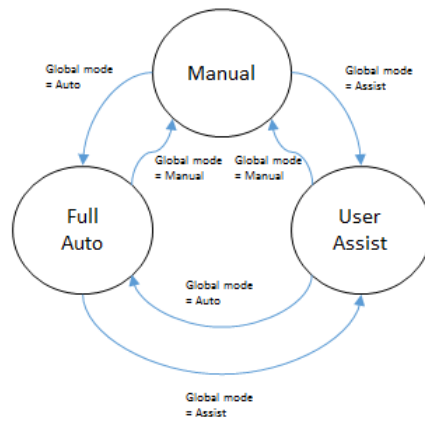 Manual
Global mode
= Auto
Global mode
= Assist
Global mode
= Manual
Global mode
= Manual
Full
Auto
User
Assist
Global mode
= Auto
Global mode
= Assist